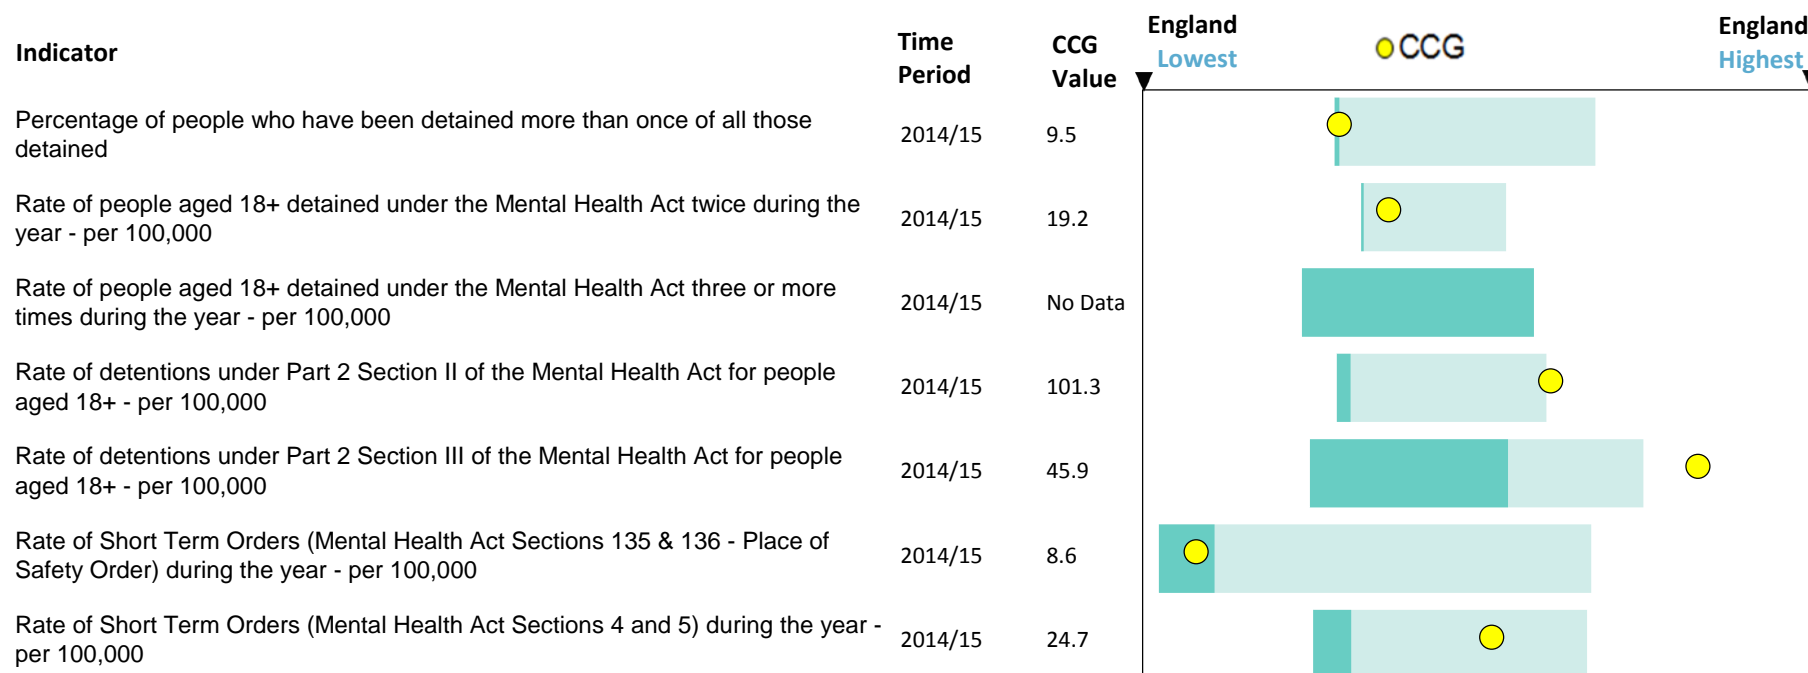 Indicator
Time
Period
CCG
Value
England
Lowest
CCG
England
Highest
Percentage of people who have been detained more than once of all those
detained
2014/15
9.5
Rate of people aged 18+ detained under the Mental Health Act twice during the
year - per 100,000
2014/15
19.2
Rate of people aged 18+ detained under the Mental Health Act three or more
times during the year - per 100,000
2014/15
No Data
Rate of detentions under Part 2 Section II of the Mental Health Act for people
aged 18+ - per 100,000
2014/15
101.3
Rate of detentions under Part 2 Section III of the Mental Health Act for people
aged 18+ - per 100,000
2014/15
45.9
Rate of Short Term Orders (Mental Health Act Sections 135 & 136 - Place of
Safety Order) during the year - per 100,000
2014/15
8.6
Rate of Short Term Orders (Mental Health Act Sections 4 and 5) during the year -
per 100,000
2014/15
24.7